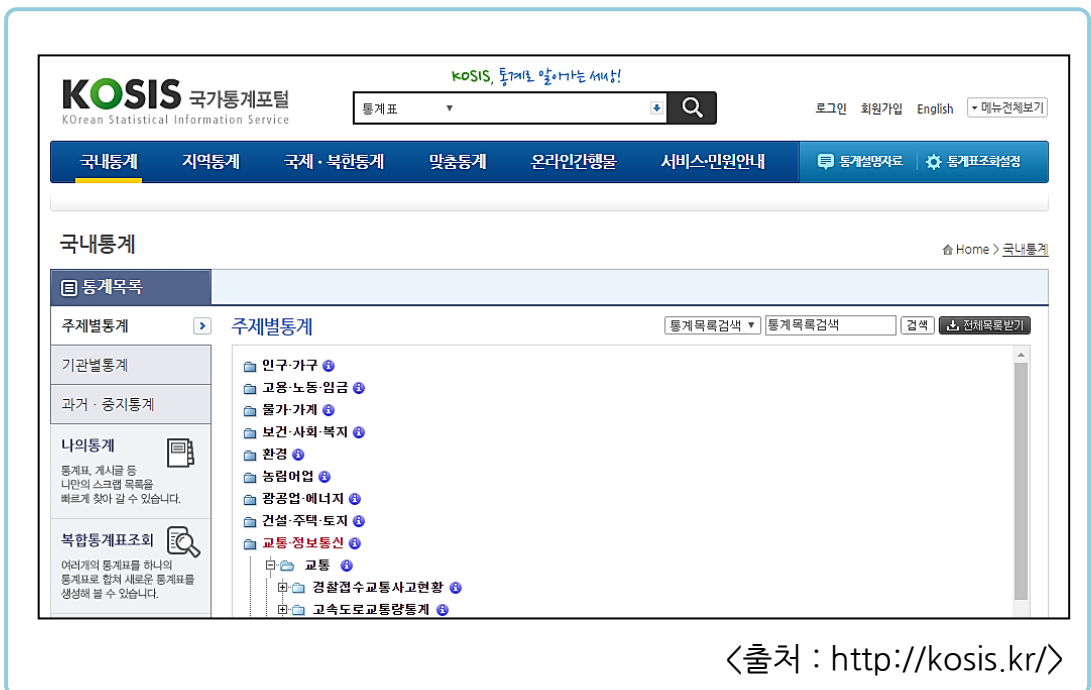 KOSIS, 통계로 알아가는 세상!
KOSIS 국가통계포털
KOrean Statistical Information Service
통계표
로그인 회원가입 English 메뉴전체보기
국내통계 지역통계 국제·북한통계 맞춤통계 온라인간행물 서비스·민원안내 통계설명자료 통계표조회설정
국내통계
Home > 국내통계
통계목록
주제별통계
기관별통계
과거·중지통계
나의통계
통계표, 게시글 등
나만의 스크랩 목록을
빠르게 찾아 갈 수 있습니다.
복합통계표조회
여러개의 통계표를 하나의
통계표로 합쳐 새로운 통계표를
생성해 볼 수 있습니다.
주제별통계
통계목록검색 통계목록검색 검색 전체목록받기
인구·가구
고용·노동·임금
물가·가계
보건·사회·복지
환경
농림어업
광공업·에너지
건설·주택·토지
교통·정보통신
교통
경찰접수교통사고현황
고속도로교통량통계
<출처 : http://kosis.kr/>